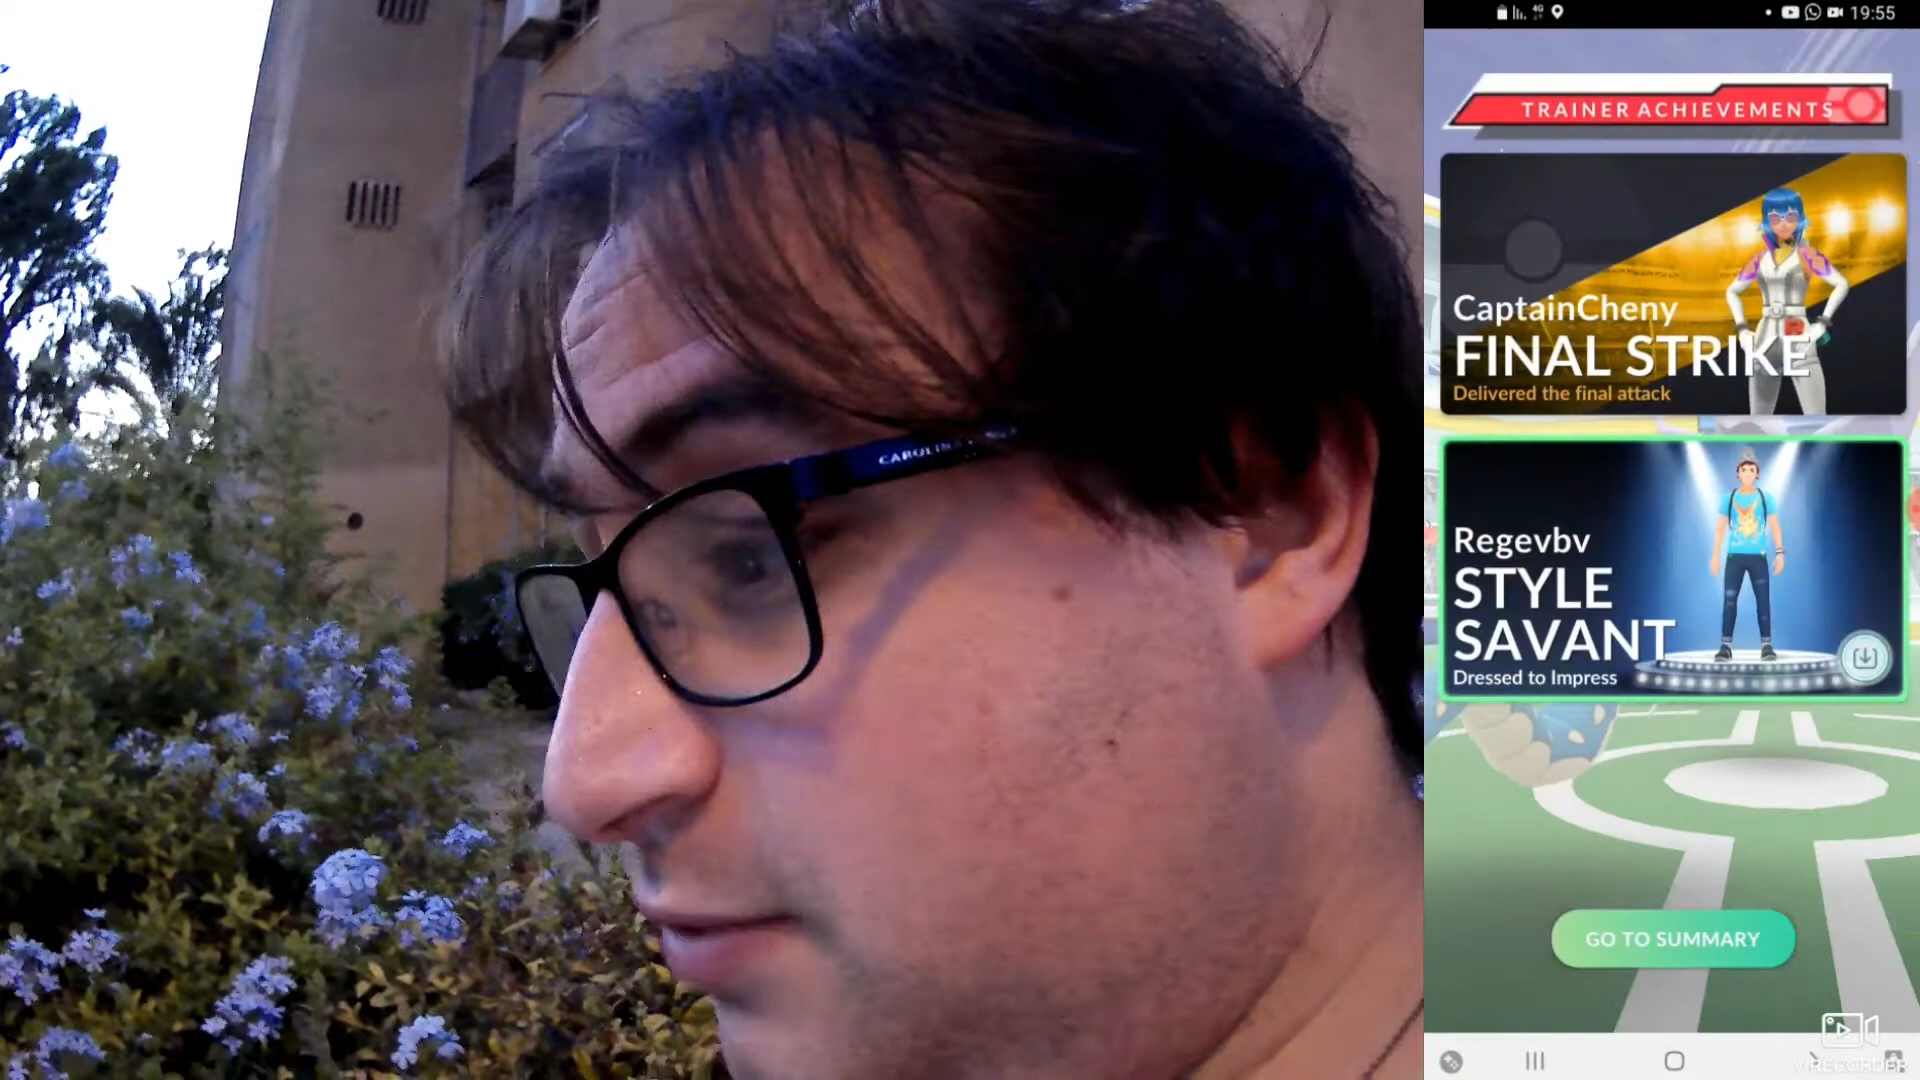 19:55
4G
TRAINER ACHIEVEMENTS
CaptainCheny
FINAL STRIKE
Delivered the final attack
Regevbv
STYLE
SAVANT
Dressed to Impress
GO TO SUMMARY